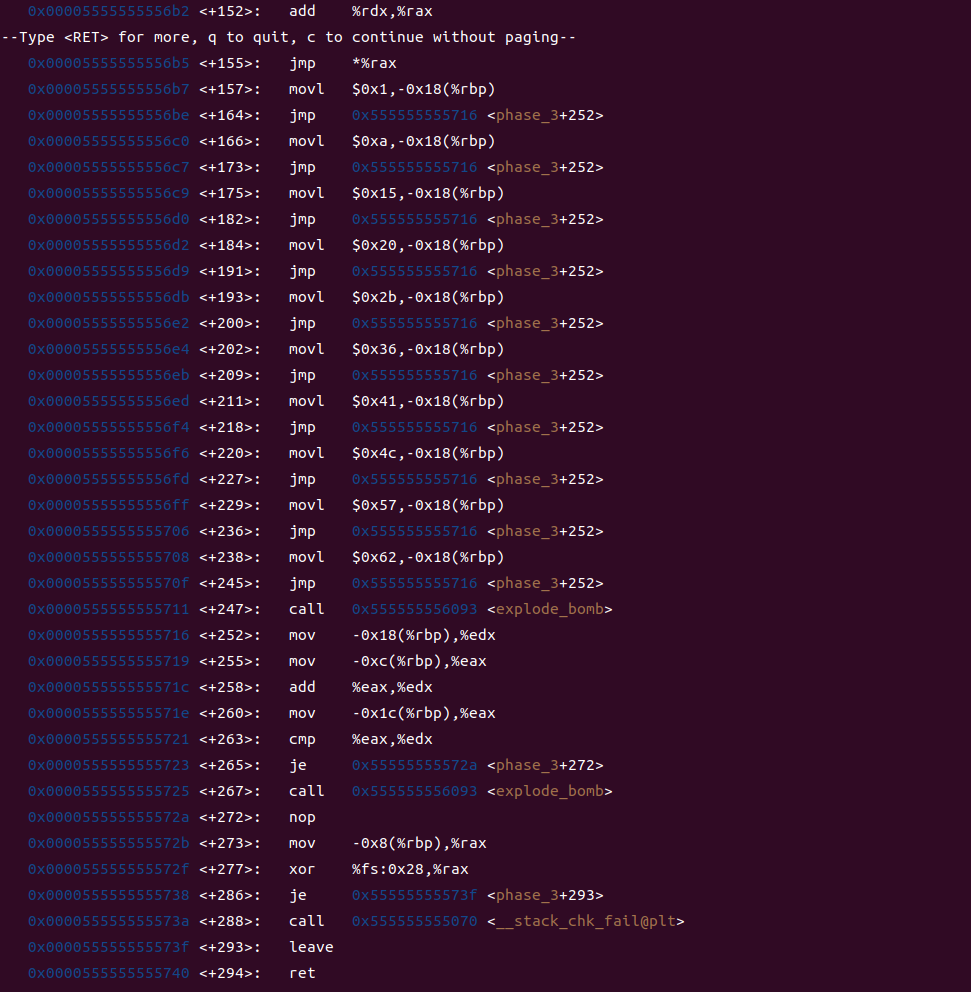 0x00005555555556b2 <+152>: add %rdx,%rax
--Type <RET> for more, q to quit, c to continue without paging--
0x00005555555556b5 <+155>: jmp *%rax
0x00005555555556b7 <+157>: movl $0x1,-0x18(%rbp)
0x00005555555556be <+164>: jmp 0x555555555716 <phase_3+252>
0x00005555555556c0 <+166>: movl $0xa,-0x18(%rbp)
0x00005555555556c7 <+173>: jmp 0x555555555716 <phase_3+252>
0x00005555555556c9 <+175>: movl $0x15,-0x18(%rbp)
0x00005555555556d0 <+182>: jmp 0x555555555716 <phase_3+252>
0x00005555555556d2 <+184>: movl $0x20,-0x18(%rbp)
0x00005555555556d9 <+191>: jmp 0x555555555716 <phase_3+252>
0x00005555555556db <+193>: movl $0x2b,-0x18(%rbp)
0x00005555555556e2 <+200>: jmp 0x555555555716 <phase_3+252>
0x00005555555556e4 <+202>: movl $0x36,-0x18(%rbp)
0x00005555555556eb <+209>: jmp 0x555555555716 <phase_3+252>
0x00005555555556ed <+211>: movl $0x41,-0x18(%rbp)
0x00005555555556f4 <+218>: jmp 0x555555555716 <phase_3+252>
0x00005555555556f6 <+220>: movl $0x4c,-0x18(%rbp)
0x00005555555556fd <+227>: jmp 0x555555555716 <phase_3+252>
0x00005555555556ff <+229>: movl $0x57,-0x18(%rbp)
0x0000555555555706 <+236>: jmp 0x555555555716 <phase_3+252>
0x0000555555555708 <+238>: movl $0x62,-0x18(%rbp)
0x000055555555570f <+245>: jmp 0x555555555716 <phase_3+252>
0x0000555555555711 <+247>: call 0x555555556093 <explode_bomb>
0x0000555555555716 <+252>: mov -0x18(%rbp),%edx
0x0000555555555719 <+255>: mov -0xc(%rbp),%eax
0x000055555555571c <+258>: add %eax,%edx
0x000055555555571e <+260>: mov -0x1c(%rbp),%eax
0x0000555555555721 <+263>: cmp %eax,%edx
0x0000555555555723 <+265>: je 0x55555555572a <phase_3+272>
0x0000555555555725 <+267>: call 0x555555556093 <explode_bomb>
0x000055555555572a <+272>: nop
0x000055555555572b <+273>: mov -0x8(%rbp),%rax
0x000055555555572f <+277>: xor %fs:0x28,%rax
0x0000555555555738 <+286>: je 0x55555555573f <phase_3+293>
0x000055555555573a <+288>: call 0x555555555070 <__stack_chk_fail@plt>
0x000055555555573f <+293>: leave
0x0000555555555740 <+294>: ret